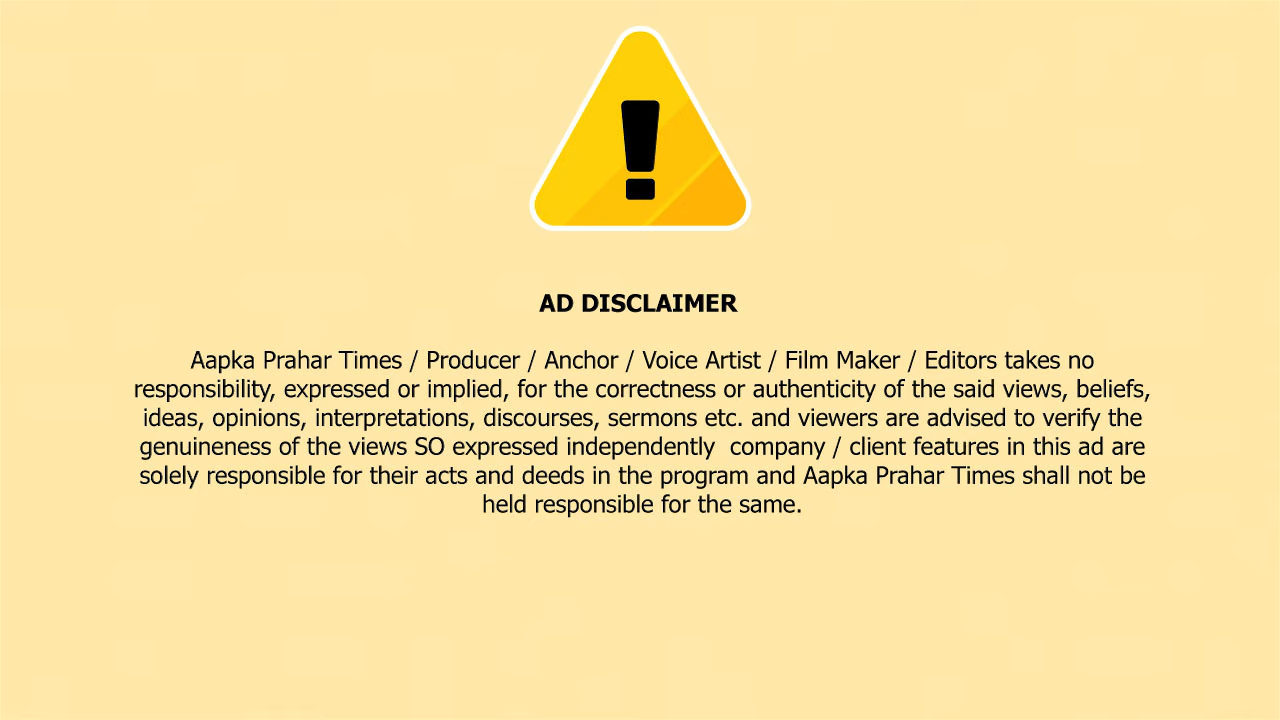 AD DISCLAIMER
Aapka Prahar Times / Producer / Anchor / Voice Artist / Film Maker / Editors takes no
responsibility, expressed or implied, for the correctness or authenticity of the said views, beliefs,
ideas, opinions, interpretations, discourses, sermons etc. and viewers are advised to verify the
genuineness of the views SO expressed independently  company / client features in this ad are
solely responsible for their acts and deeds in the program and Aapka Prahar Times shall not be
held responsible for the same.